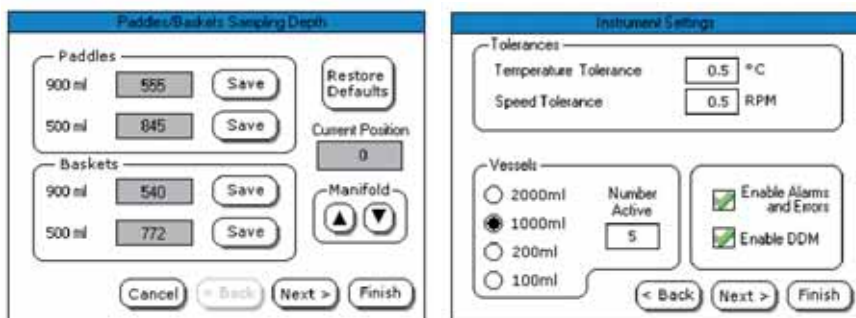 Paddles/Baskets Sampling Depth
Paddles
900 ml 555 Save
500 ml 845 Save
Restore
Defaults
Current Position
0
Baskets
900 ml 540 Save
500 ml 772 Save
Manifold
Cancel < Back Next > Finish
Instrument Settings
Tolerances
Temperature Tolerance 0.5 °C
Speed Tolerance 0.5 RPM
Vessels
2000ml
1000ml
200ml
100ml
Number
Active
5
Enable Alarms
and Errors
Enable DDM
< Back Next > Finish